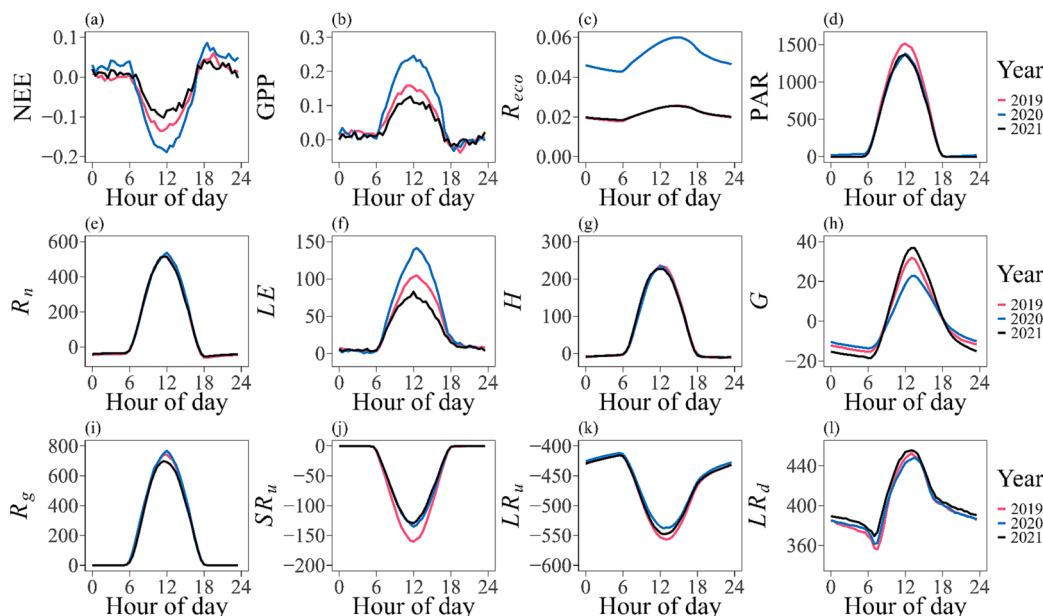 (a) (b) (c) (d)
NEE 0.1 0.0 −0.1 −0.2
GPP 0.3 0.2 0.1 0.0
Reco 0.06 0.04 0.02 0.00
PAR 1500 1000 500 0
Year
2019
2020
2021
0 6 12 18 24 0 6 12 18 24 0 6 12 18 24 0 6 12 18 24
Hour of day Hour of day Hour of day Hour of day
(e) (f) (g) (h)
Rn 600 400 200 0
LE 150 100 50 0
H 300 200 100 0
G 40 20 0 −20
Year
2019
2020
2021
0 6 12 18 24 0 6 12 18 24 0 6 12 18 24 0 6 12 18 24
Hour of day Hour of day Hour of day Hour of day
(i) (j) (k) (l)
Rg 800 600 400 200 0
SRu 0 −50 −100 −150 −200
LRu −400 −450 −500 −550 −600
LRd 440 400 360
Year
2019
2020
2021
0 6 12 18 24 0 6 12 18 24 0 6 12 18 24 0 6 12 18 24
Hour of day Hour of day Hour of day Hour of day